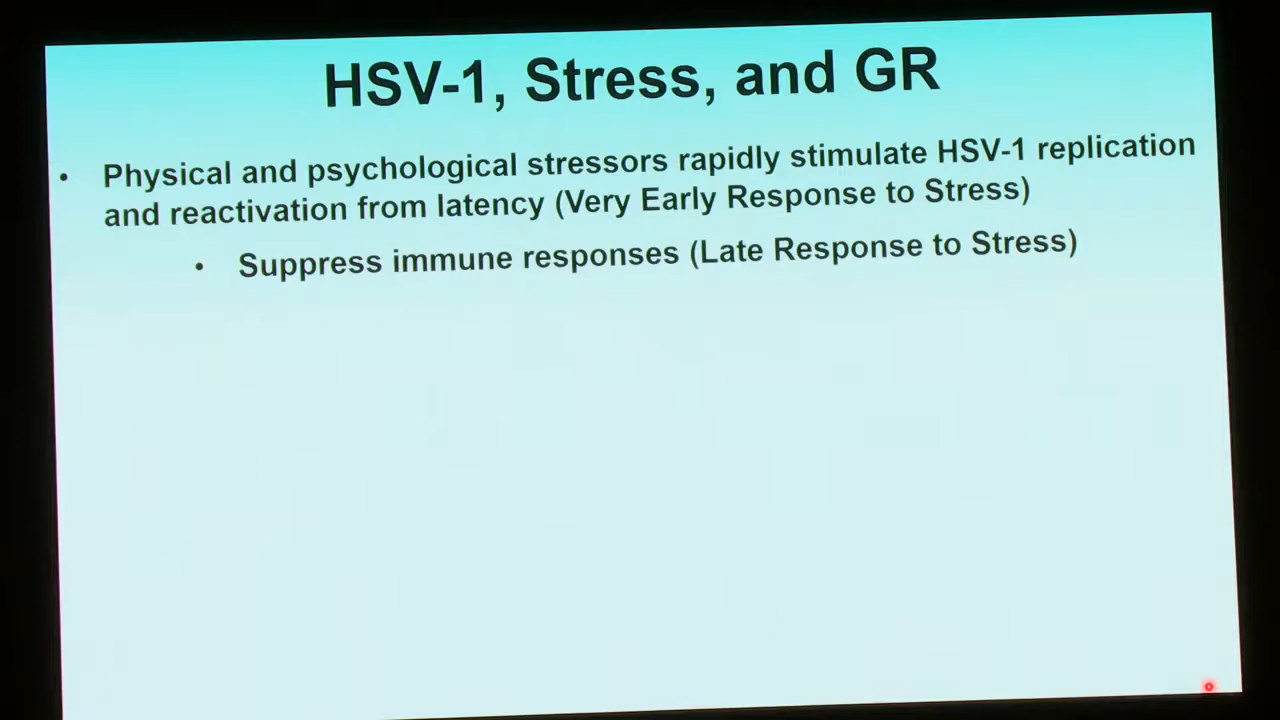 HSV-1, Stress, and GR
• Physical and psychological stressors rapidly stimulate HSV-1 replication
and reactivation from latency (Very Early Response to Stress)
• Suppress immune responses (Late Response to Stress)